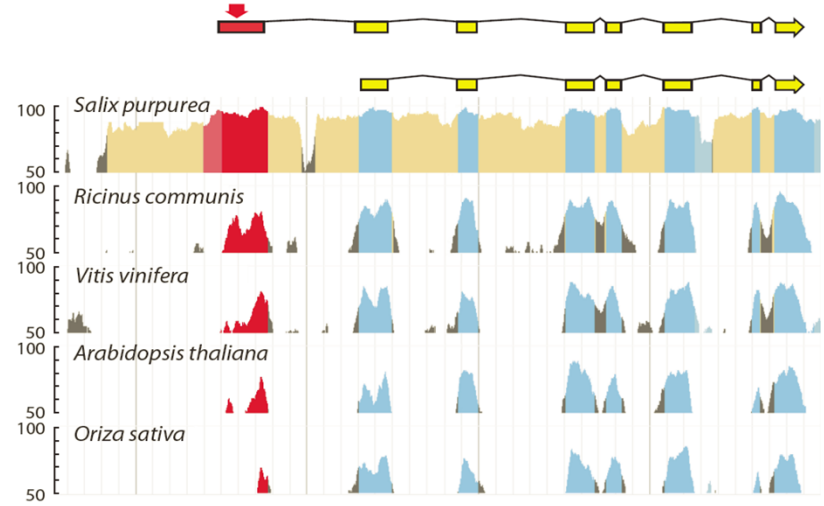 Salix purpurea
100
50
Ricinus communis
100
50
Vitis vinifera
100
50
Arabidopsis thaliana
100
50
Oriza sativa
100
50